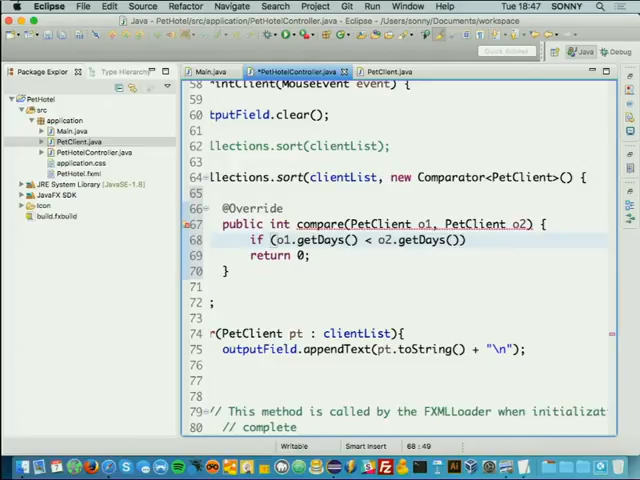 Eclipse File Edit Source Refactor Navigate Search Project Run Window Help Tue 18:47 SONNY
Java - PetHotel/src/application/PetHotelController.java - Eclipse - /Users/sonny/Documents/workspace
Quick Access
Java
Debug
Package Explor
Type Hierarchy
Main.java
*PetHotelController.java
PetClient.java
PetHotel
src
application
Main.java
PetClient.java
PetHotelController.java
application.css
PetHotel.fxml
JRE System Library [JavaSE-1.8]
JavaFX SDK
Icon
build.fxbuild
58 intClient(MouseEvent event) {
59
60 tputField.clear();
61
62 llections.sort(clientList);
63
64 llections.sort(clientList, new Comparator<PetClient>() {
65
66 @Override
67 public int compare(PetClient o1, PetClient o2) {
68 if (o1.getDays() < o2.getDays())
69 return 0;
70 }
71
72 ;
73
74 r(PetClient pt : clientList){
75 outputField.appendText(pt.toString() + "\n");
76
77
78
79 // This method is called by the FXMLLoader when initializat
80 // complete
Writable
Smart Insert
68 : 49